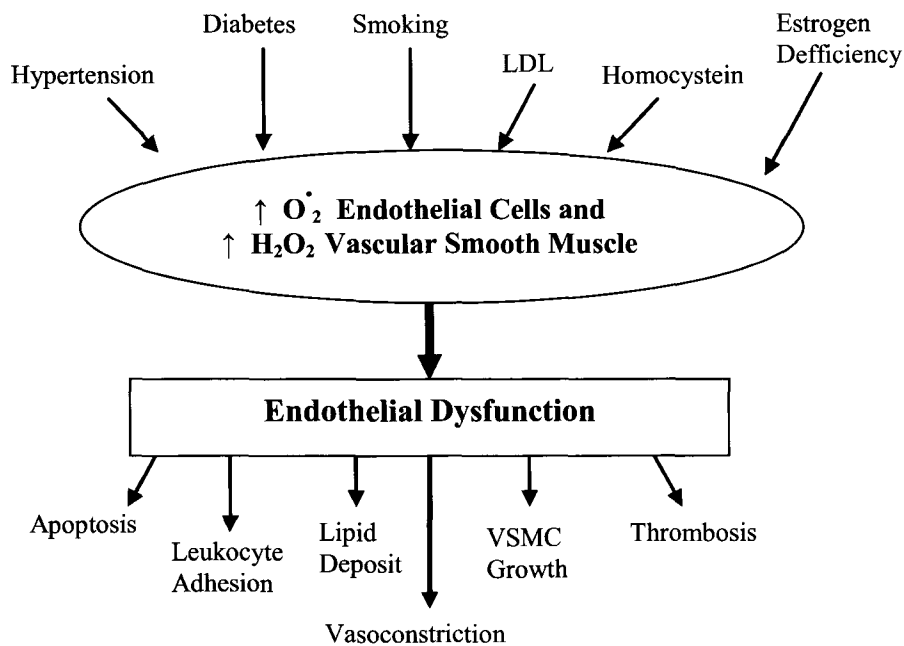 Hypertension
Diabetes
Smoking
LDL
Homocystein
Estrogen
Defficiency
↑ O˙₂ Endothelial Cells and
↑ H₂O₂ Vascular Smooth Muscle
Endothelial Dysfunction
Apoptosis
Leukocyte
Adhesion
Lipid
Deposit
Vasoconstriction
VSMC
Growth
Thrombosis